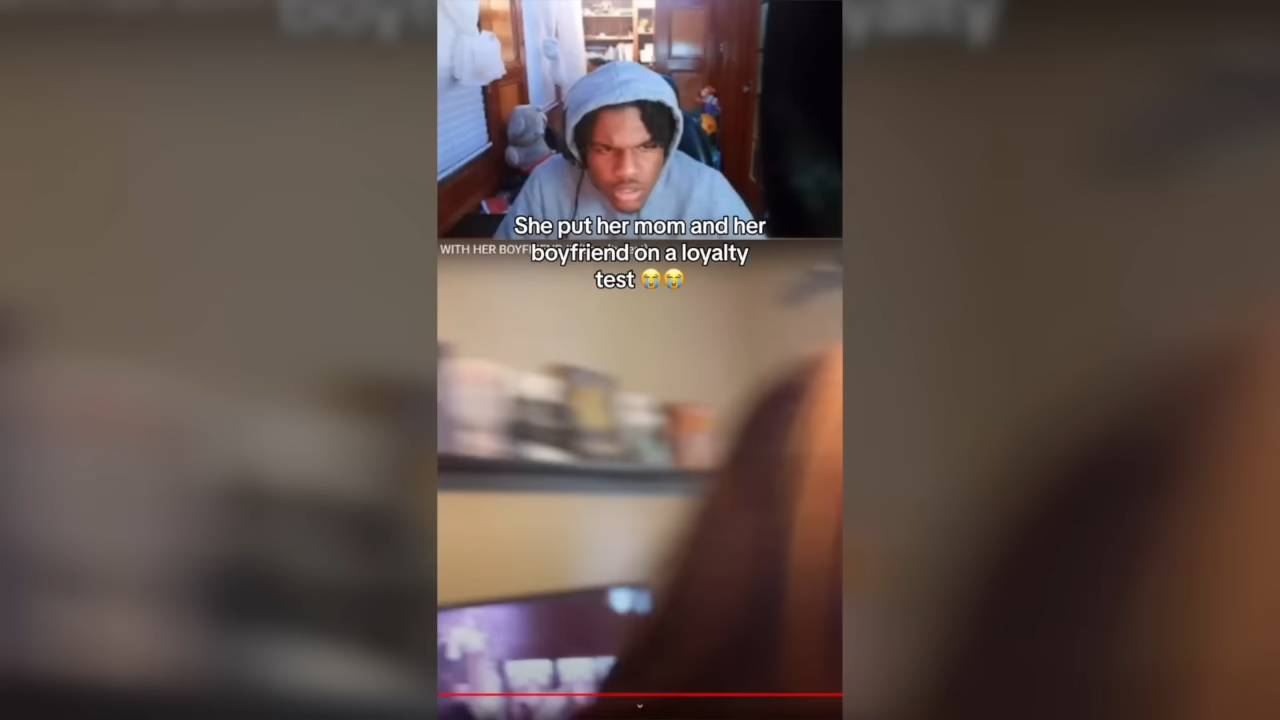 She put her mom and her
WITH HER BOYF
boyfriend on a loyalty
test 😭😭